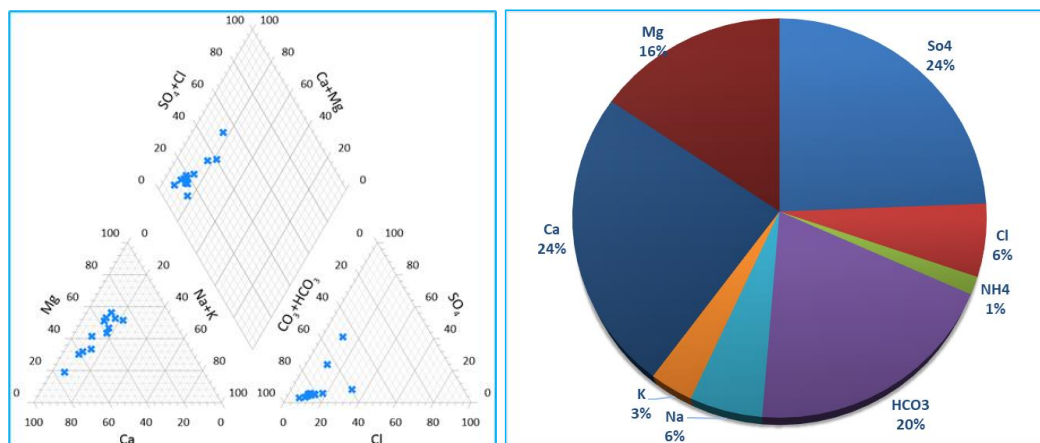 100 100
80 80
SO₄+Cl Ca+Mg
60 60
40 40
20 20
0 0
100 0 0 100
80 20 20 80
Mg Na+K CO₃+HCO₃ SO₄
60 40 40 60
40 60 60 40
20 80 80 20
0 100 100 0
100 80 60 40 20 0 0 20 40 60 80 100
Ca Cl
Mg
16%
So4
24%
Ca
24%
Cl
6%
NH4
1%
K
3%
Na
6%
HCO3
20%